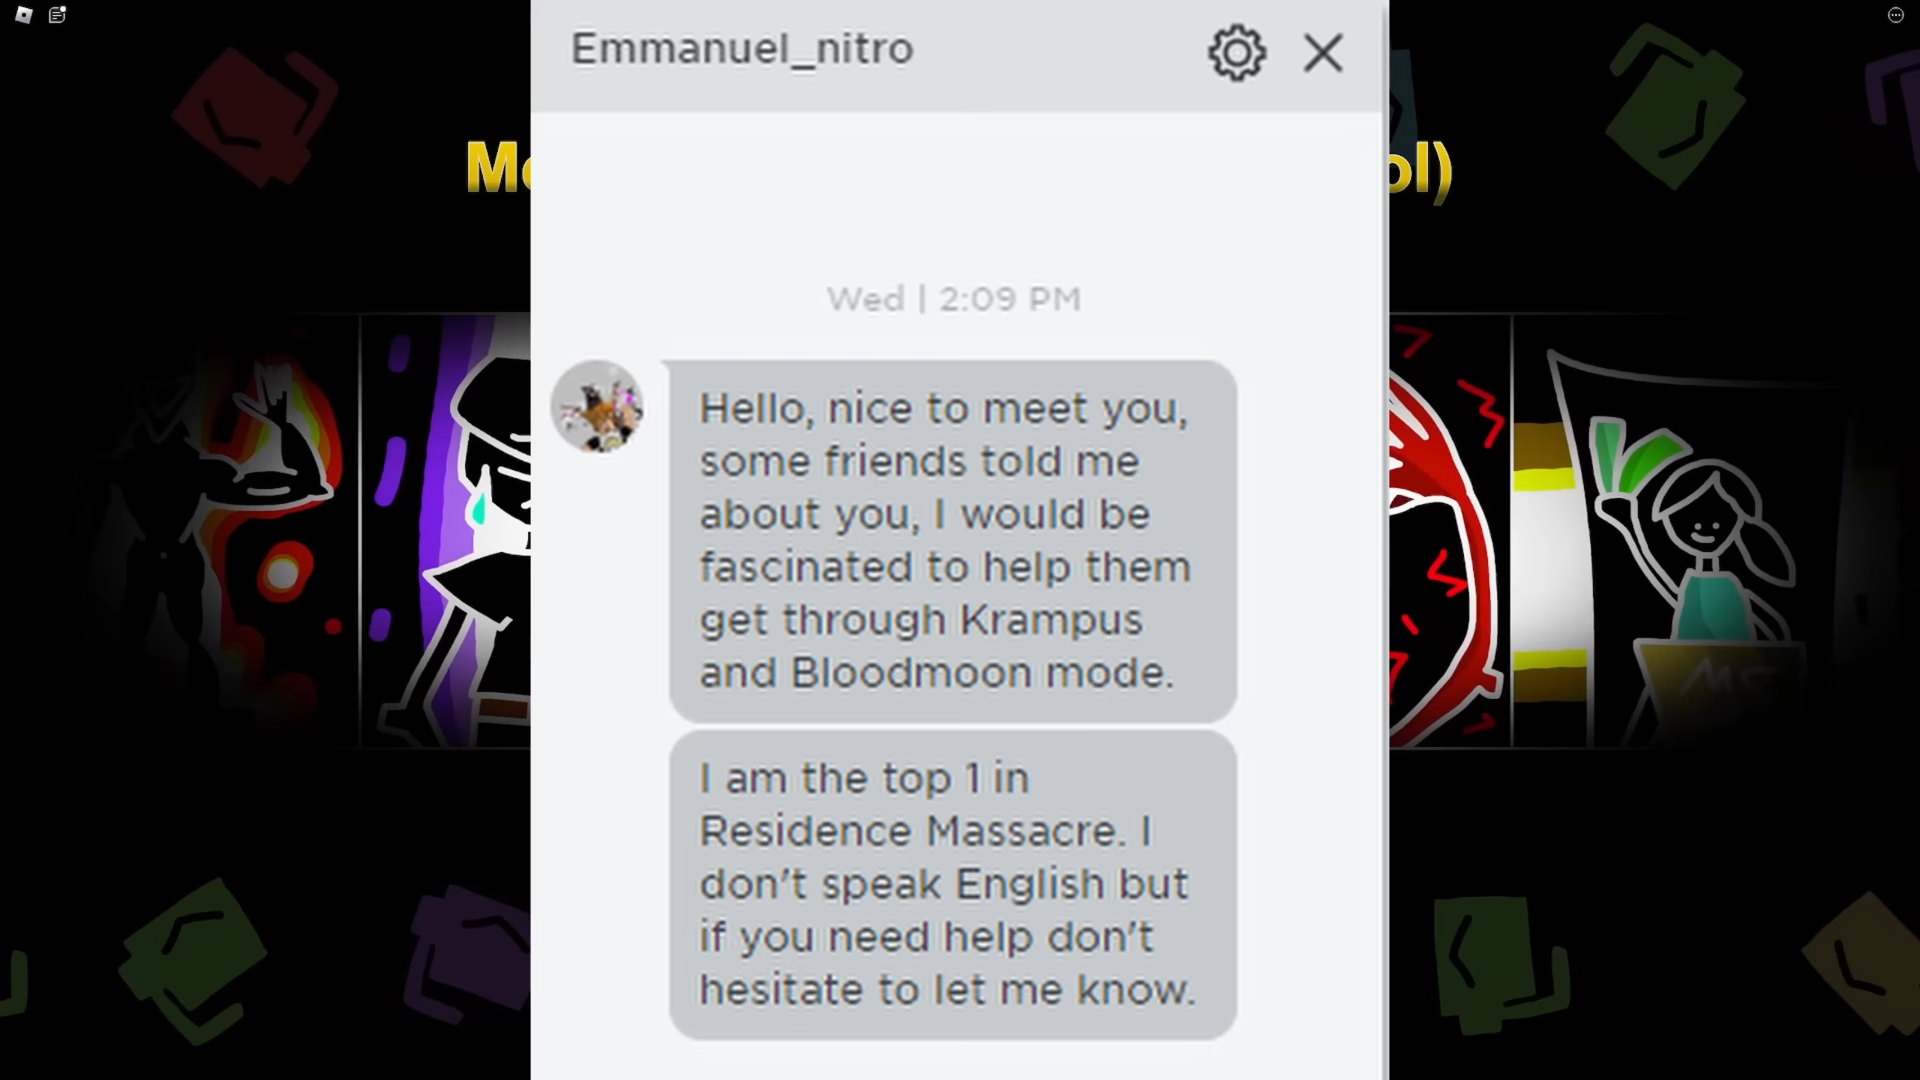 Emmanuel_nitro
Wed | 2:09 PM
Hello, nice to meet you,
some friends told me
about you, I would be
fascinated to help them
get through Krampus
and Bloodmoon mode.
I am the top 1 in
Residence Massacre. I
don't speak English but
if you need help don't
hesitate to let me know.